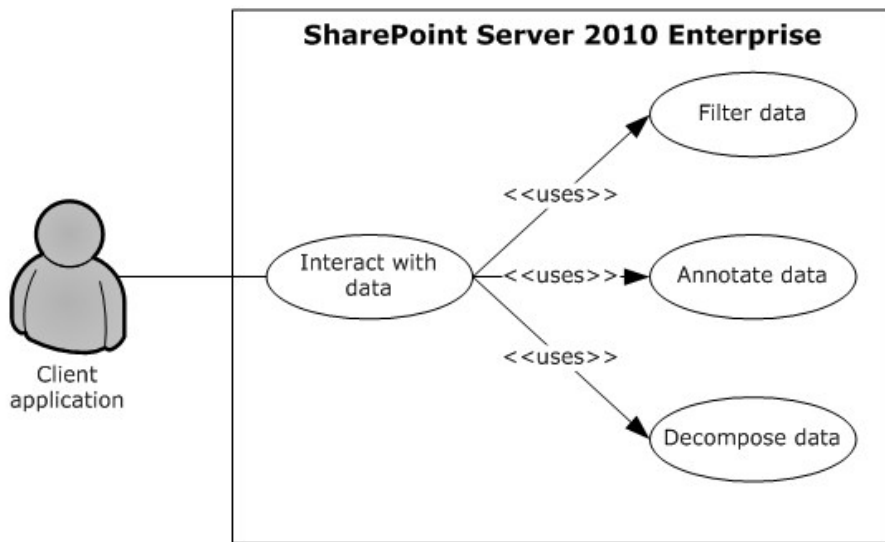 SharePoint Server 2010 Enterprise
Filter data
<<uses>>
Interact with
data
<<uses>>
Annotate data
<<uses>>
Client
application
Decompose data